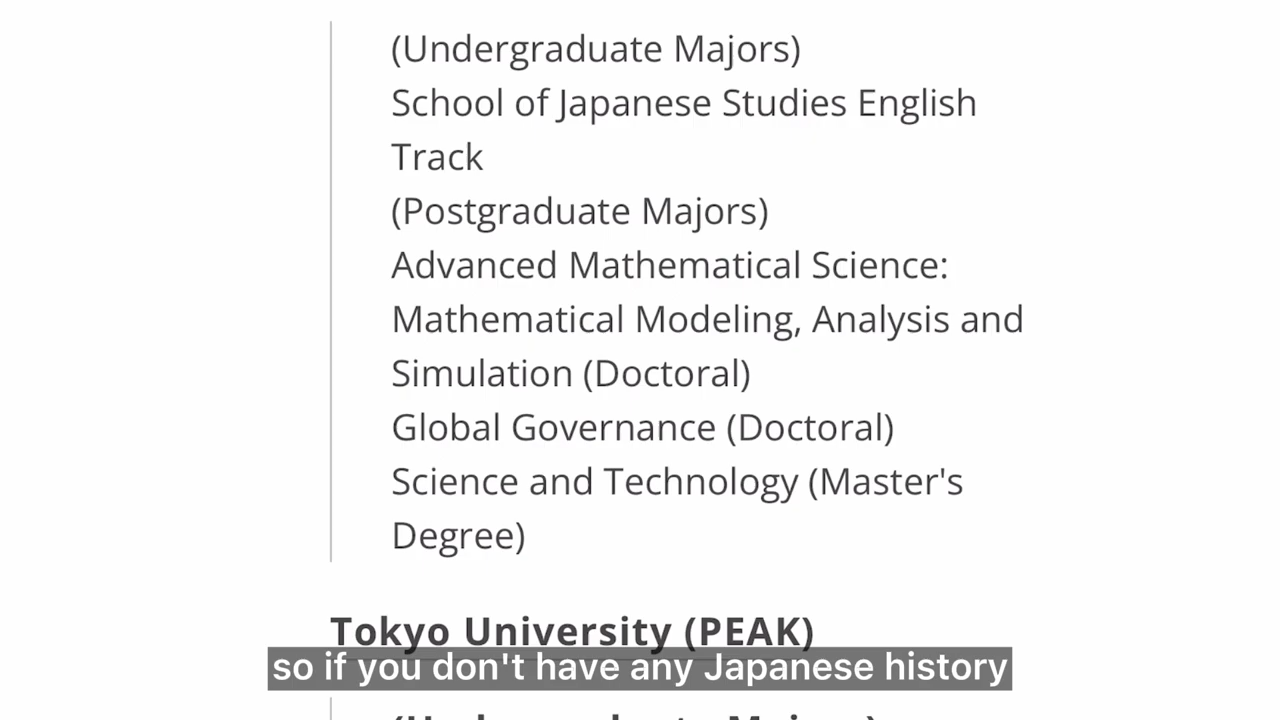 (Undergraduate Majors)
School of Japanese Studies English
Track
(Postgraduate Majors)
Advanced Mathematical Science:
Mathematical Modeling, Analysis and
Simulation (Doctoral)
Global Governance (Doctoral)
Science and Technology (Master's
Degree)
Tokyo University (PEAK)
so if you don't have any Japanese history